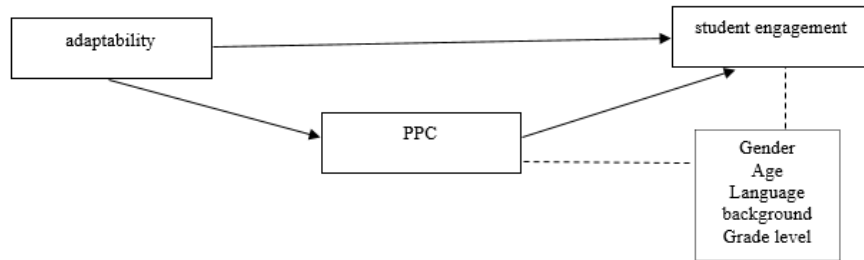 adaptability
student engagement
PPC
Gender
Age
Language
background
Grade level